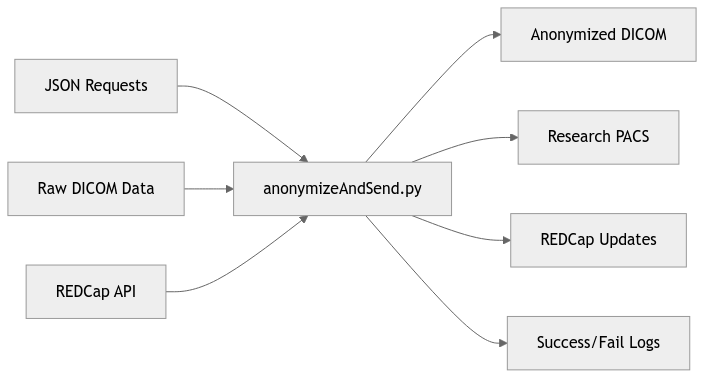 JSON Requests
Raw DICOM Data
REDCap API
anonymizeAndSend.py
Anonymized DICOM
Research PACS
REDCap Updates
Success/Fail Logs